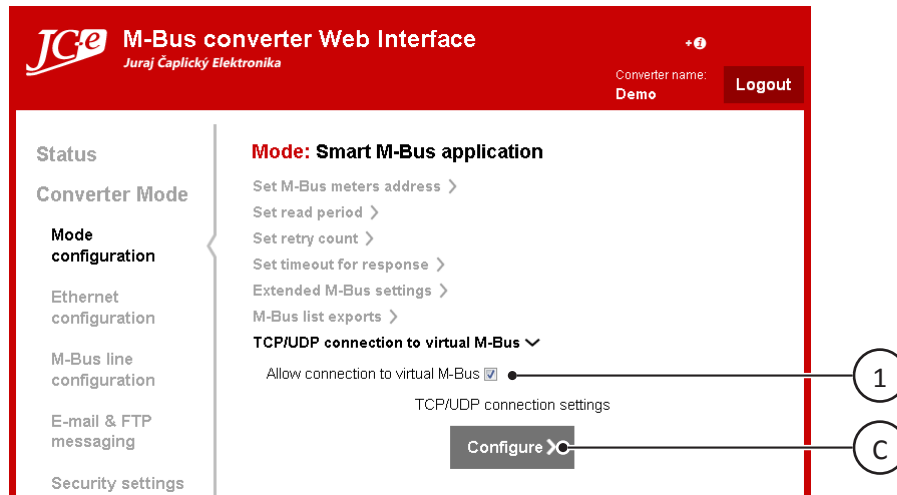 JC-e
M-Bus converter Web Interface
Juraj Čaplický Elektronika
+i
Converter name:
Demo
Logout
Status
Converter Mode
Mode
configuration
Ethernet
configuration
M-Bus line
configuration
E-mail & FTP
messaging
Security settings
Mode: Smart M-Bus application
Set M-Bus meters address >
Set read period >
Set retry count >
Set timeout for response >
Extended M-Bus settings >
M-Bus list exports >
TCP/UDP connection to virtual M-Bus
Allow connection to virtual M-Bus
TCP/UDP connection settings
Configure >
1
C